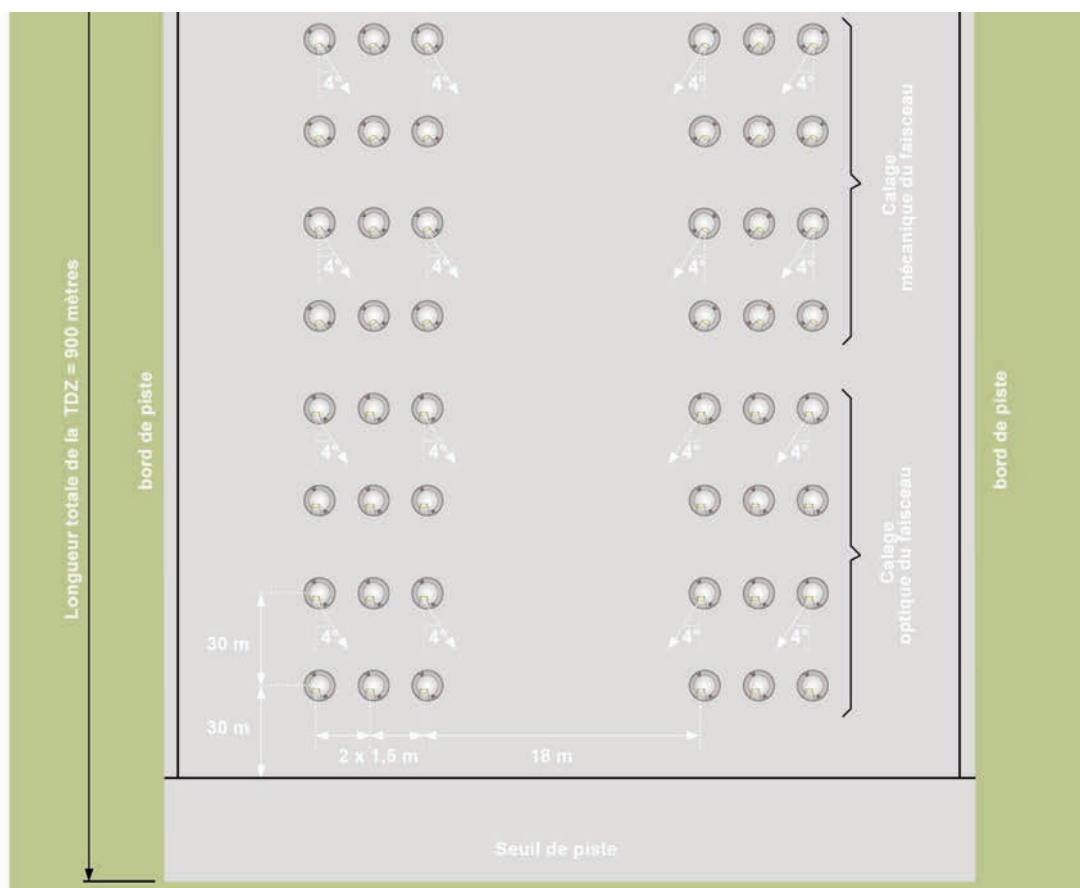 4° 4° 4° 4°
Calage
mécanique du faisceau
4° 4° 4° 4°
Longueur totale de la TDZ = 900 mètres
bord de piste
bord de piste
4° 4° 4° 4°
Calage
optique du faisceau
4° 4° 4° 4°
30 m
30 m
2 x 1,5 m
18 m
Seuil de piste